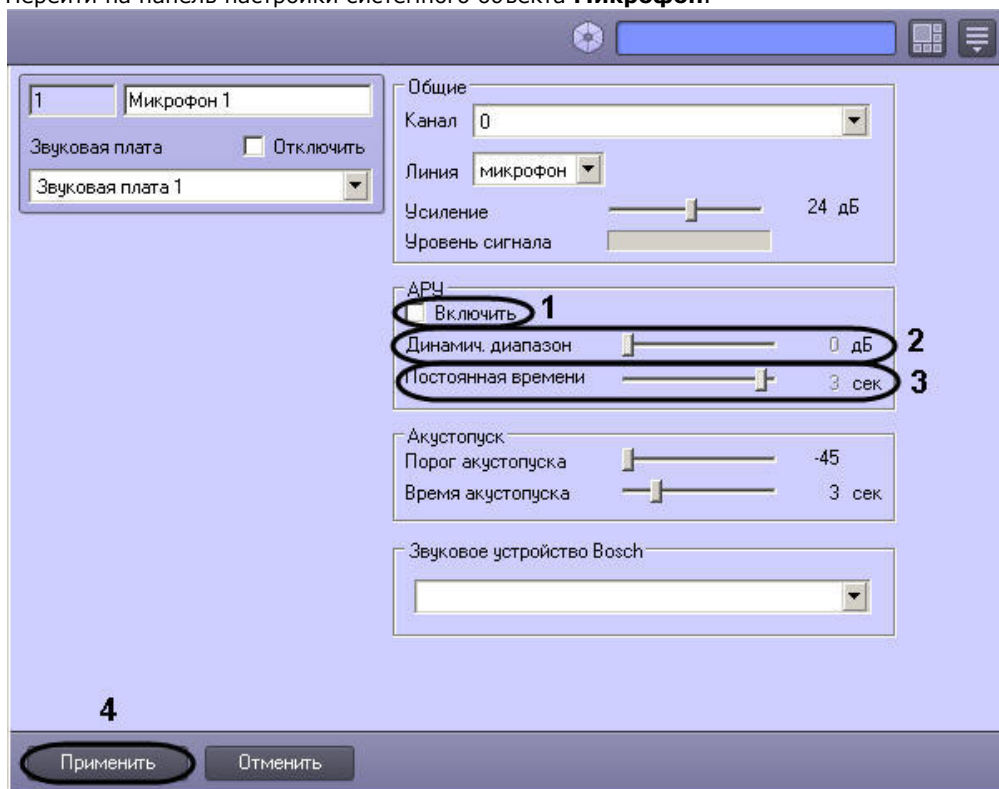 Перейти на панель настройки системного объекта Микрофон.
1 Микрофон 1
Звуковая плата Отключить
Звуковая плата 1
Общие
Канал 0
Линия микрофон
Усиление 24 дБ
Уровень сигнала
АРУ
Включить 1
Динамич. диапазон 0 дБ 2
Постоянная времени 3 сек 3
Акустопуск
Порог акустопуска -45
Время акустопуска 3 сек
Звуковое устройство Bosch
4
Применить Отменить